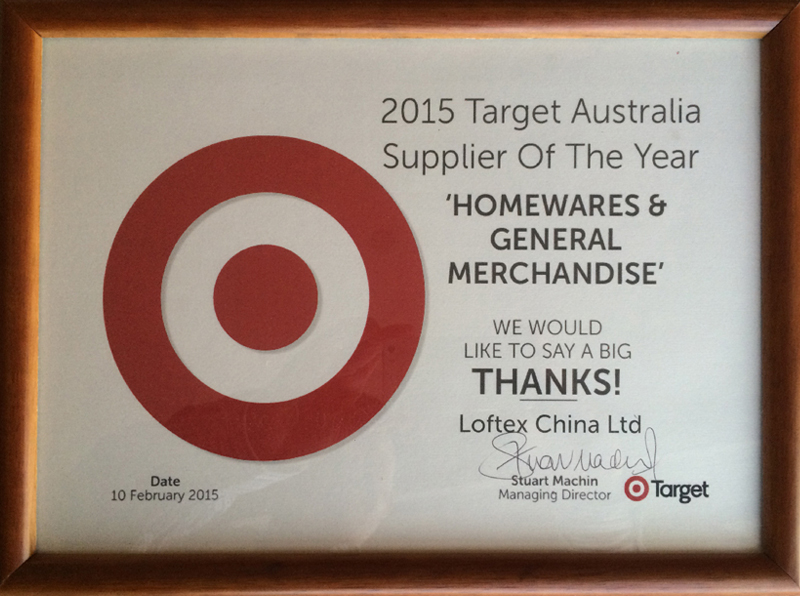 2015 Target Australia
Supplier Of The Year
'HOMEWARES &
GENERAL
MERCHANDISE'
WE WOULD
LIKE TO SAY A BIG
THANKS!
Loftex China Ltd
Stuart Machin
Managing Director
Target
Date
10 February 2015